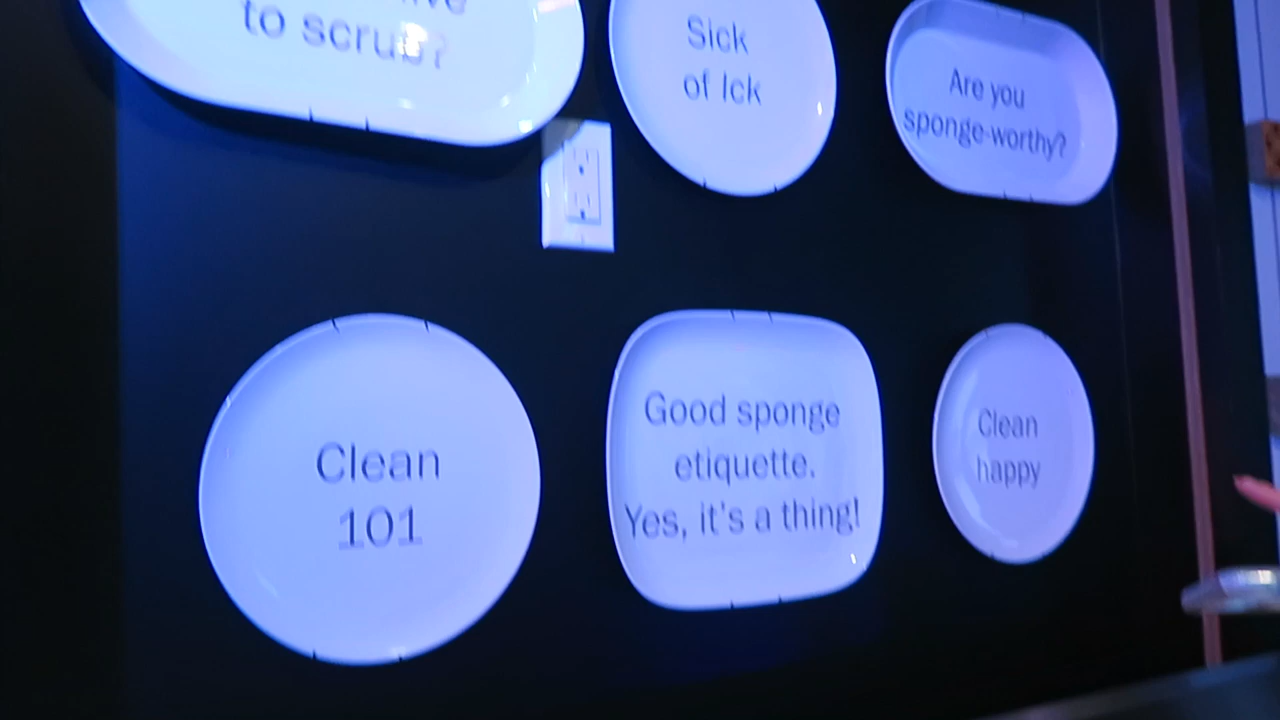 to scrub?
Sick
of Ick
Are you
sponge-worthy?
Clean
101
Good sponge
etiquette.
Yes, it's a thing!
Clean
happy